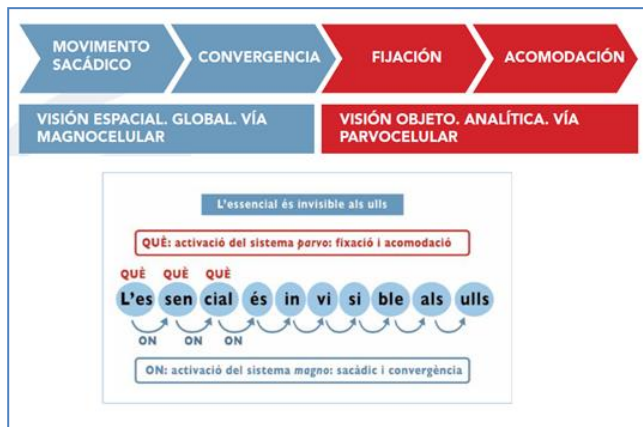 MOVIMENTO
SACÁDICO
CONVERGENCIA
FIJACIÓN
ACOMODACIÓN
VISIÓN ESPACIAL. GLOBAL. VÍA
MAGNOCELULAR
VISIÓN OBJETO. ANALÍTICA. VÍA
PARVOCELULAR
L'essencial és invisible als ulls
QUÈ: activació del sistema parvo: fixació i acomodació
QUÈ QUÈ QUÈ
L'es sen cial és in vi si ble als ulls
ON ON ON
ON: activació del sistema magno: sacàdic i convergència